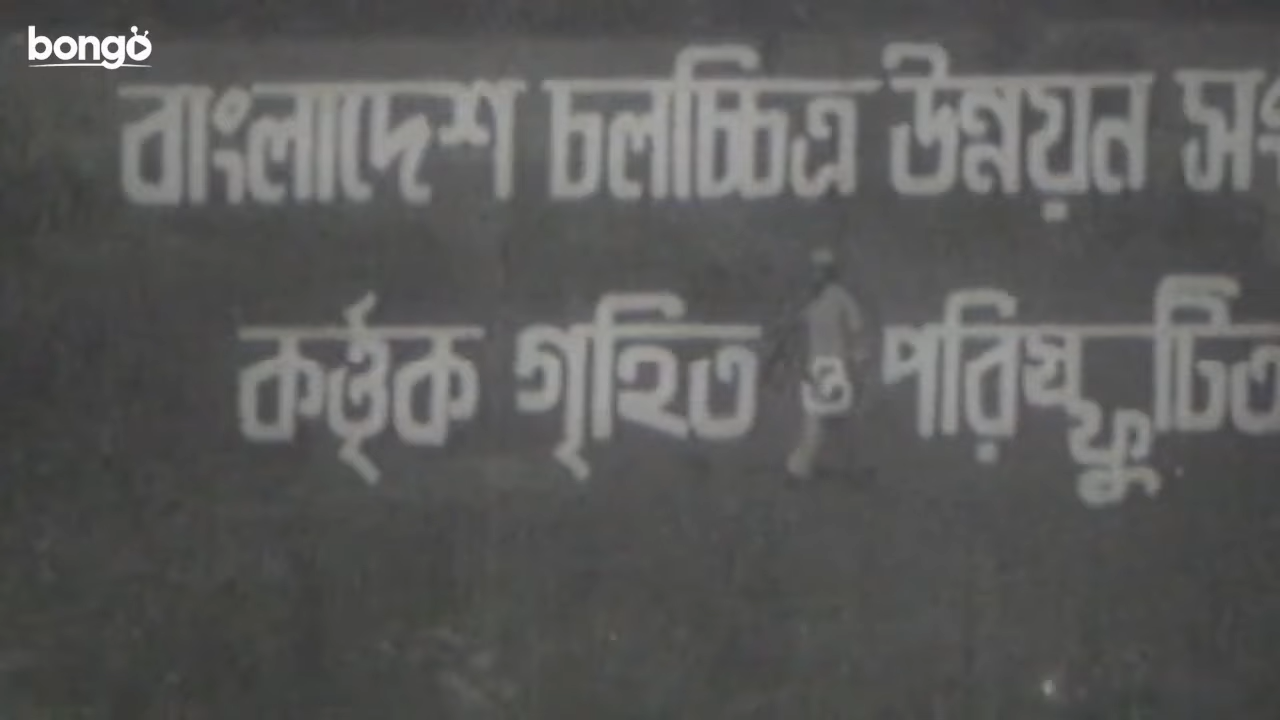 bongo
বাংলাদেশ চলচ্চিত্র উন্নয়ন
কর্ত্তৃক গৃহিত ও পরিষ্ফুটিত